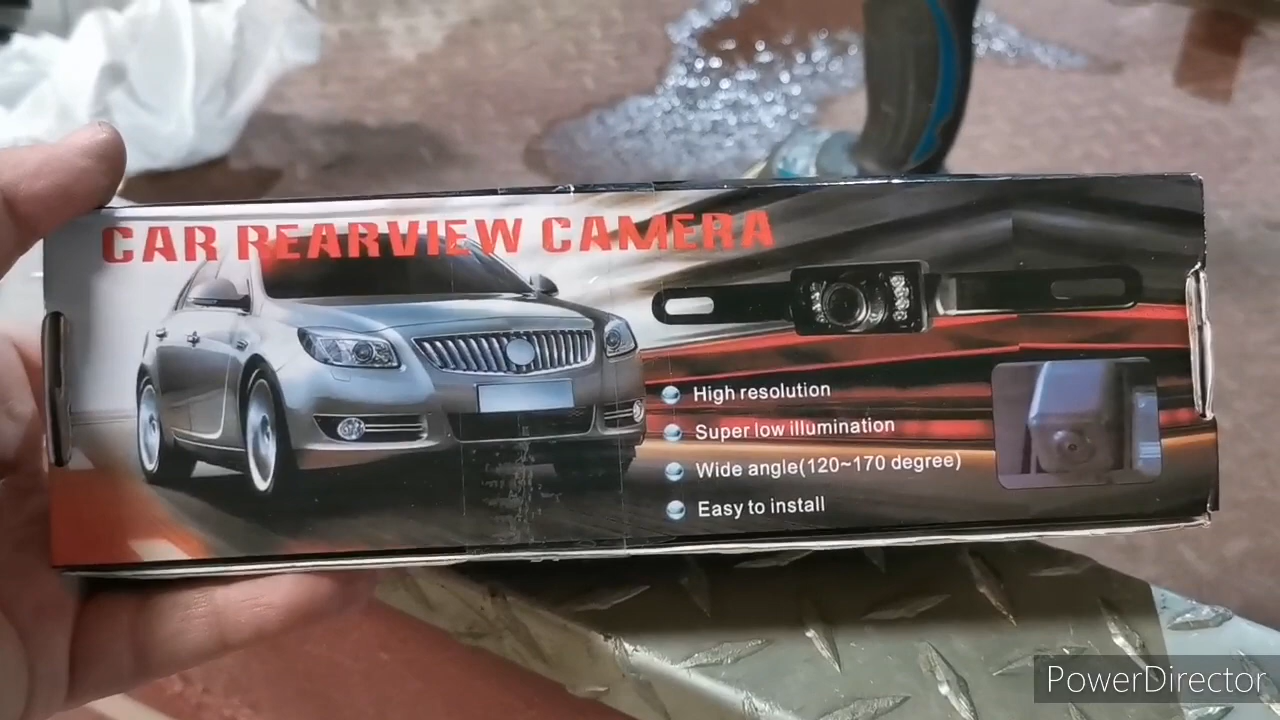 CAR REARVIEW CAMERA
High resolution
Super low illumination
Wide angle(120~170 degree)
Easy to install
PowerDirector